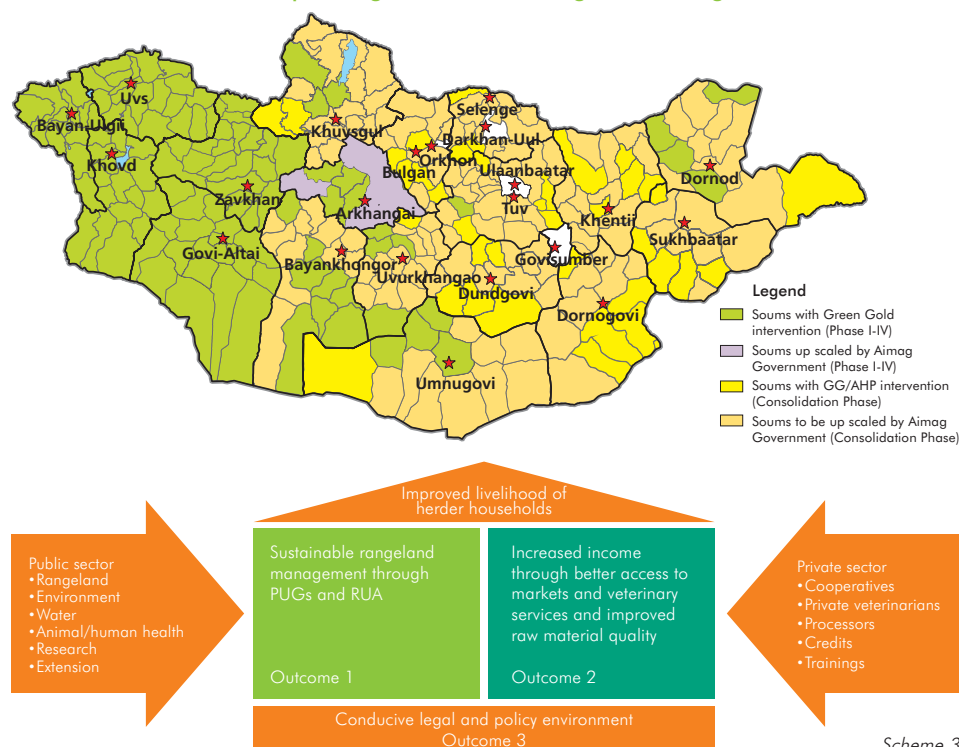 Uvs
Bayan-Ulgii
Khovd
Zavkhan
Govi-Altai
Khuvsgul
Arkhangai
Bayankhongor
Uvurkhangao
Bulgan
Orkhon
Selenge
Darkhan-Uul
Ulaanbaatar
Tuv
Govisumber
Dundgovi
Umnugovi
Dornogovi
Khentii
Sukhbaatar
Dornod
Legend
Soums with Green Gold
intervention (Phase I-IV)
Soums up scaled by Aimag
Government (Phase I-IV)
Soums with GG/AHP intervention
(Consolidation Phase)
Soums to be up scaled by Aimag
Government (Consolidation Phase)
Improved livelihood of
herder households
Public sector
•Rangeland
•Environment
•Water
•Animal/human health
•Research
•Extension
Sustainable rangeland
management through
PUGs and RUA
Outcome 1
Increased income
through better access to
markets and veterinary
services and improved
raw material quality
Outcome 2
Private sector
•Cooperatives
•Private veterinarians
•Processors
•Credits
•Trainings
Conducive legal and policy environment
Outcome 3
Scheme 3